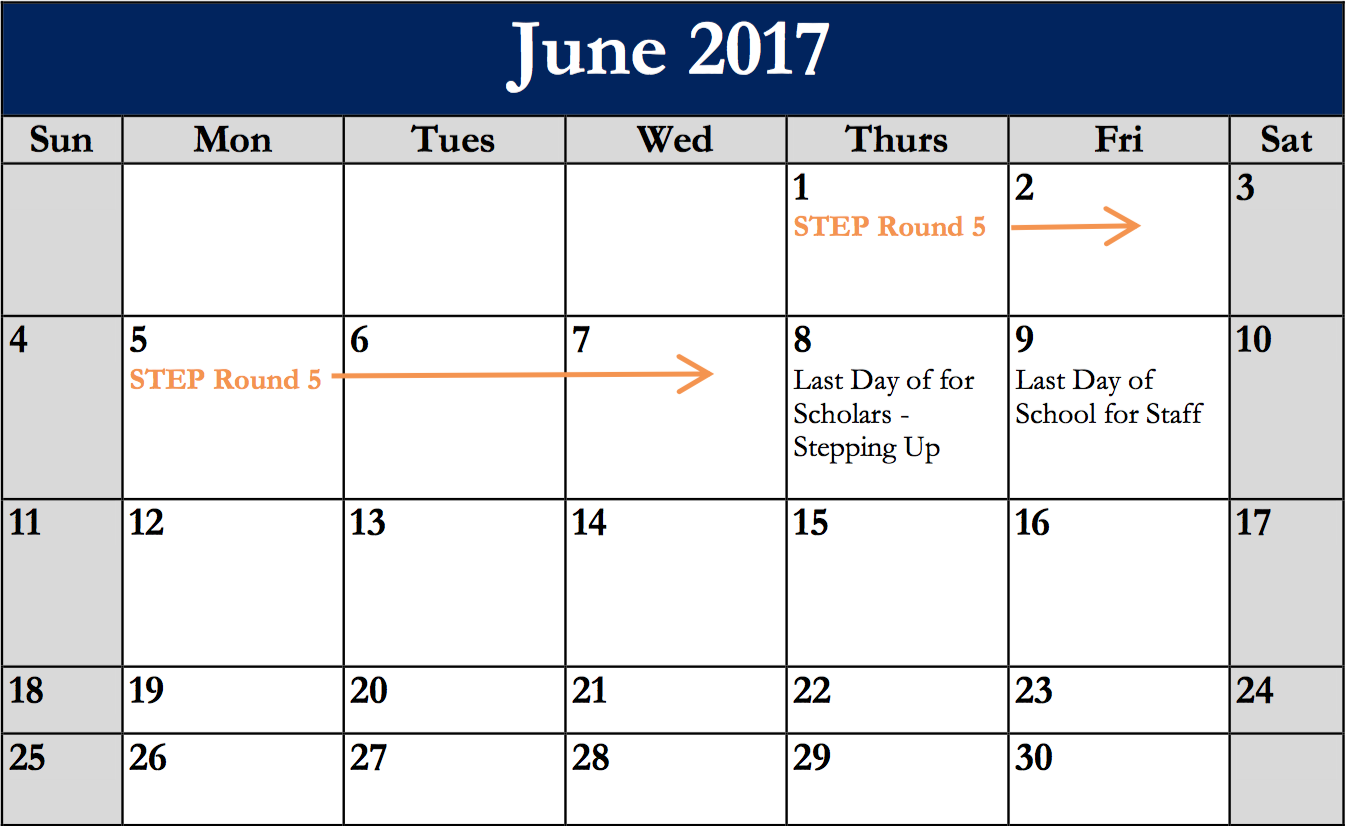 June 2017
Sun Mon Tues Wed Thurs Fri Sat
1 2 3
STEP Round 5
4 5 6 7 8 9 10
STEP Round 5
Last Day of for
Scholars -
Stepping Up
Last Day of
School for Staff
11 12 13 14 15 16 17
18 19 20 21 22 23 24
25 26 27 28 29 30